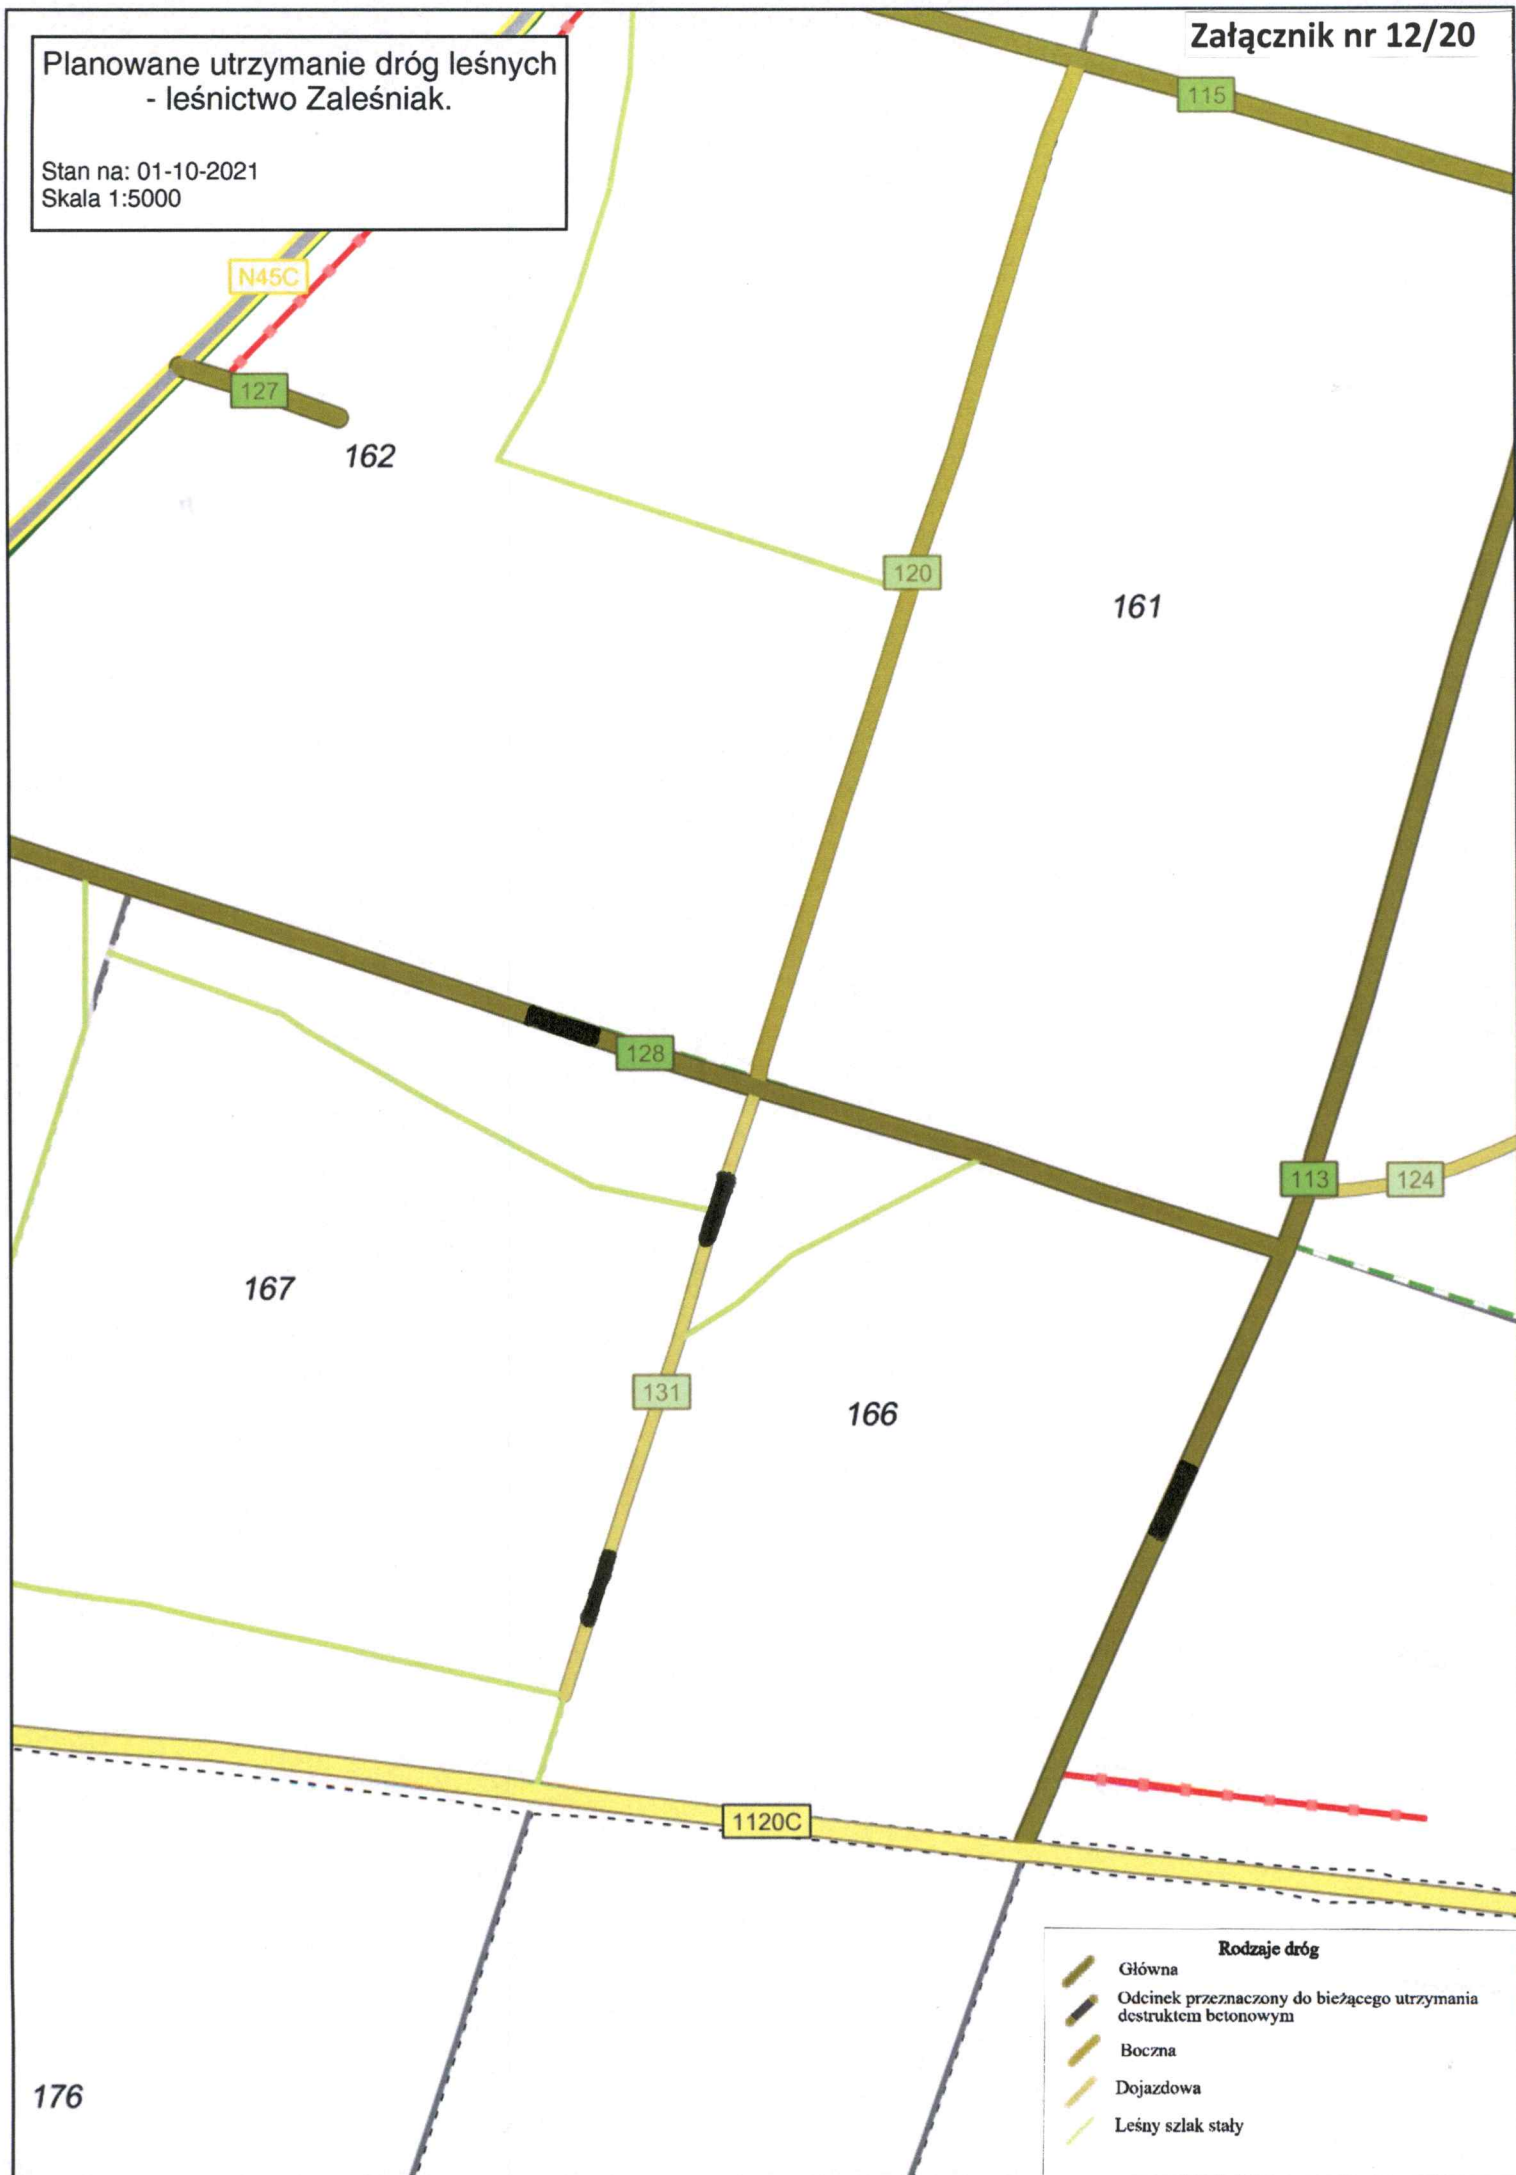 Załącznik nr 12/20
Planowane utrzymanie dróg leśnych
- leśnictwo Zaleśniak.
Stan na: 01-10-2021
Skala 1:5000
115
N45C
127
162
120
161
128
113
124
167
131
166
1120C
Rodzaje dróg
Główna
Odcinek przeznaczony do bieżącego utrzymania
destruktem betonowym
Boczna
Dojazdowa
Leśny szlak stały
176